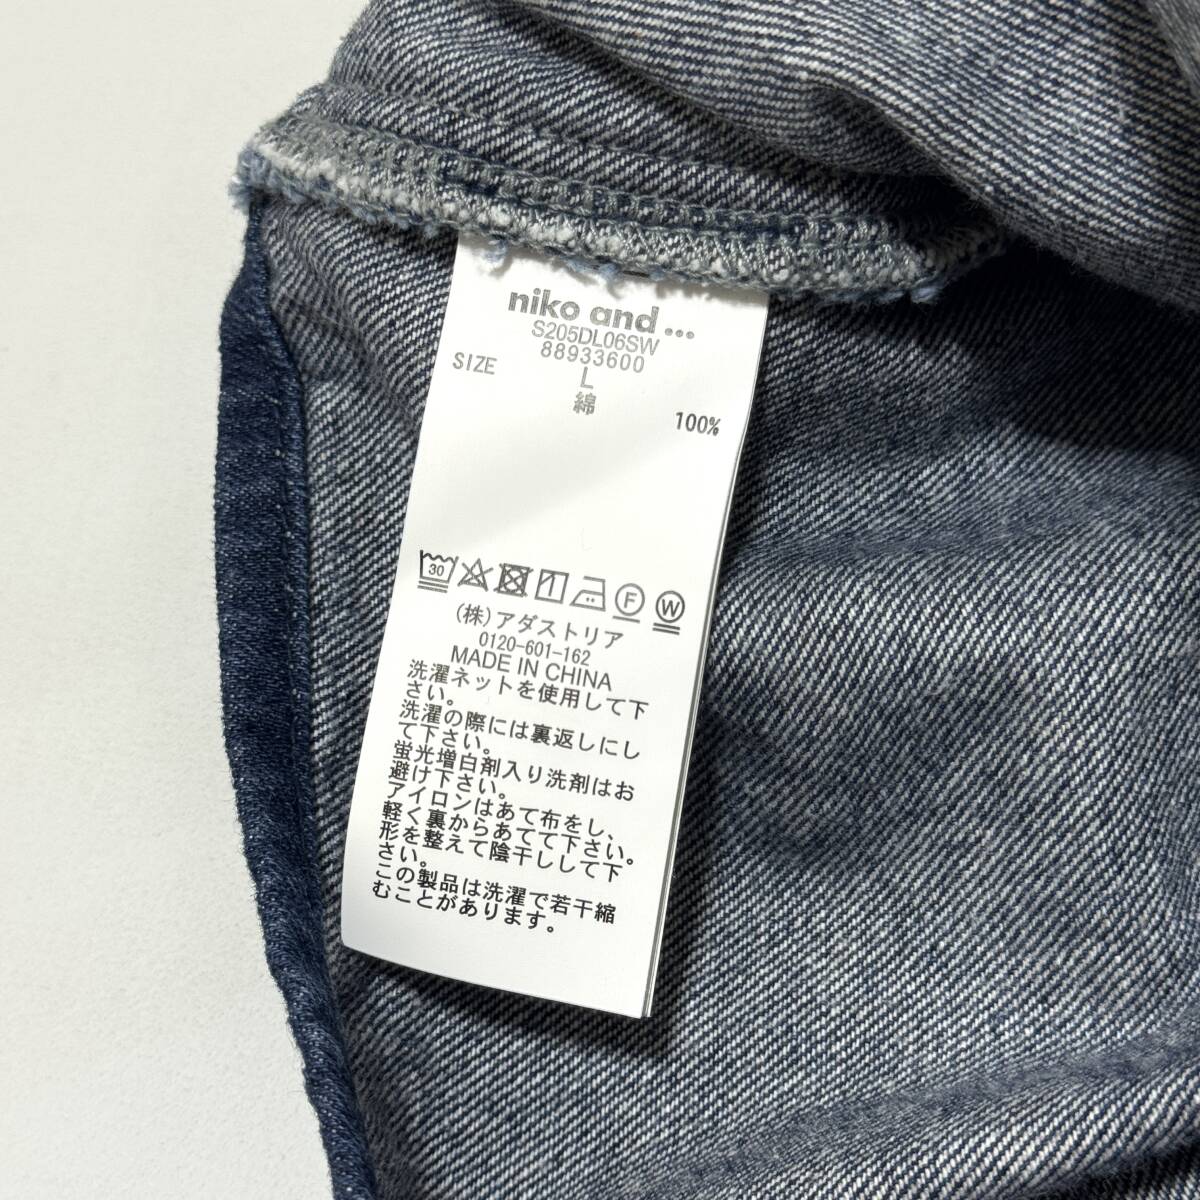 niko and...
S205DL06SW
88933600
SIZE L
綿 100%
30 F W
(株)アダストリア
0120-601-162
MADE IN CHINA
洗濯ネットを使用して下
さい。
洗濯の際には裏返しにし
て下さい。
蛍光増白剤入り洗剤はお
避け下さい。
アイロンはあて布をし、
軽く裏からあてて下さい。
形を整えて陰干しして下
さい。
この製品は洗濯で若干縮
むことがあります。